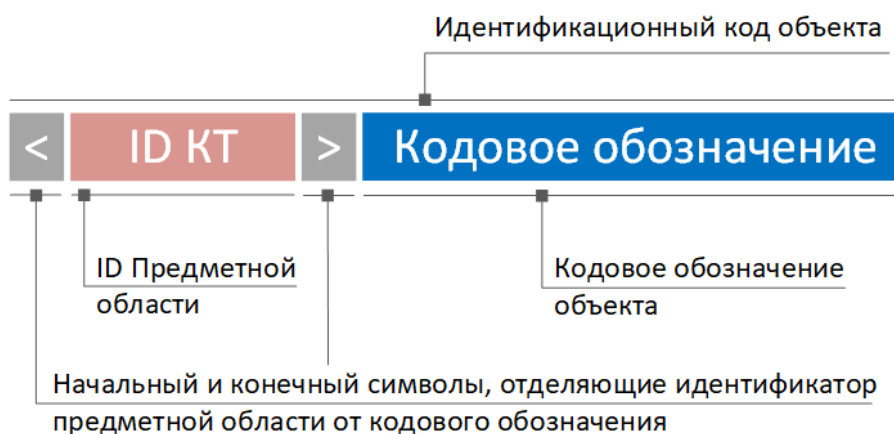 Идентификационный код объекта
< ID КТ > Кодовое обозначение
ID Предметной
области
Кодовое обозначение
объекта
Начальный и конечный символы, отделяющие идентификатор
предметной области от кодового обозначения